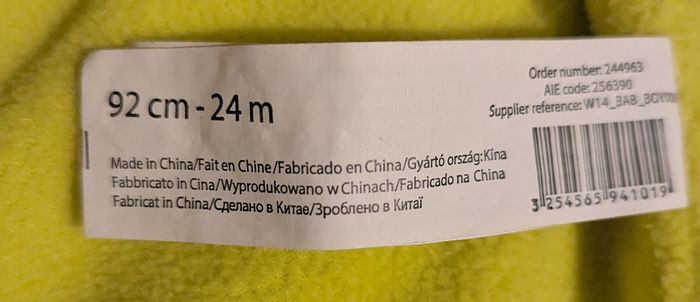 92 cm - 24 m
Made in China/Fait en Chine/Fabricado en China/Gyártó ország:Kína
Fabbricato in Cina/Wyprodukowano w Chinach/Fabricado na China
Fabricat in China/Сделано в Китае/Зроблено в Китаї
Order number: 244963
AIE code: 256390
Supplier reference:
3 254565 941019